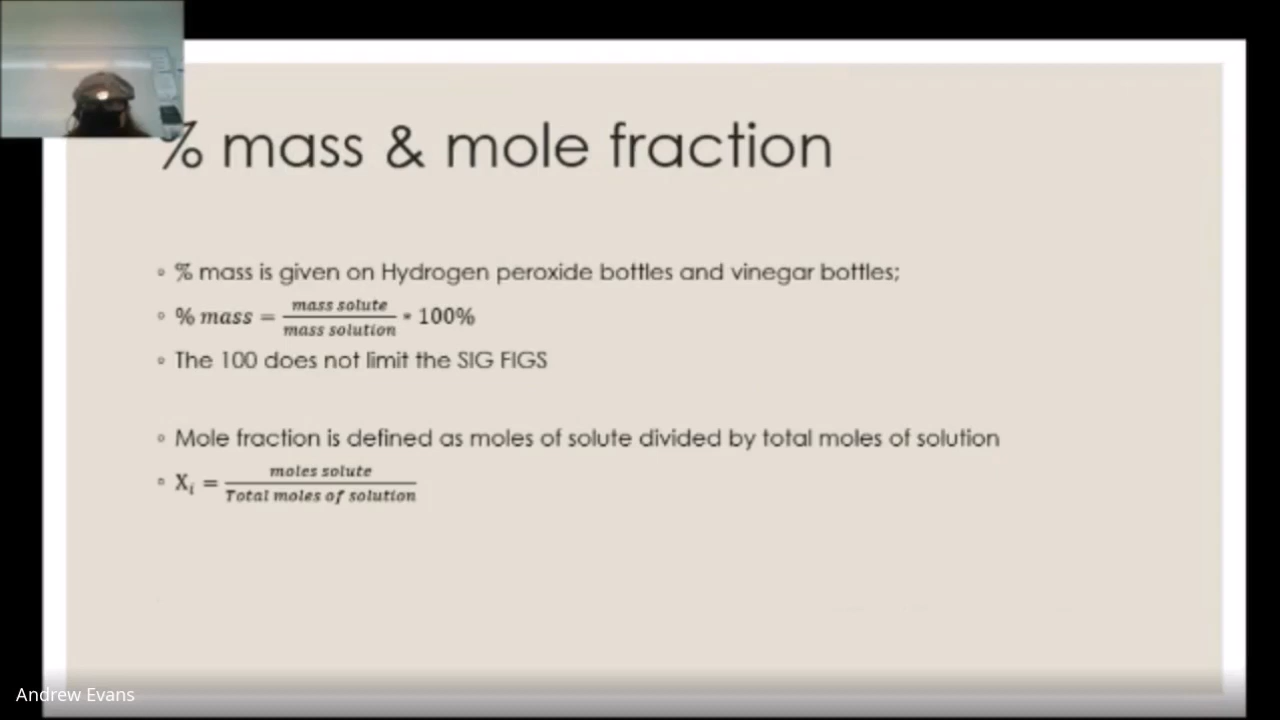 % mass & mole fraction
◦ % mass is given on Hydrogen peroxide bottles and vinegar bottles;
◦ % mass = mass solute / mass solution * 100%
◦ The 100 does not limit the SIG FIGS
◦ Mole fraction is defined as moles of solute divided by total moles of solution
◦ Xᵢ = moles solute / Total moles of solution
Andrew Evans